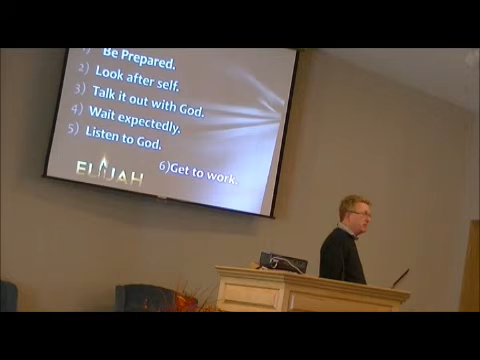 1) Be Prepared.
2) Look after self.
3) Talk it out with God.
4) Wait expectedly.
5) Listen to God.
6)Get to work.
ELIJAH